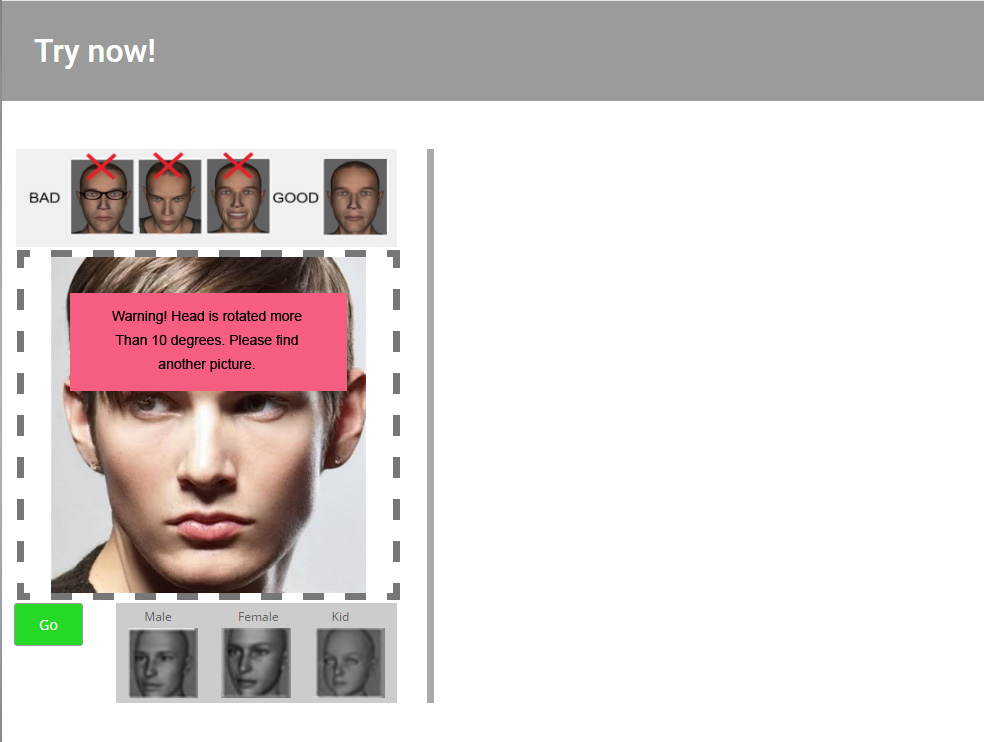 Try now!
BAD
GOOD
Warning! Head is rotated more
Than 10 degrees. Please find
another picture.
Go
Male
Female
Kid